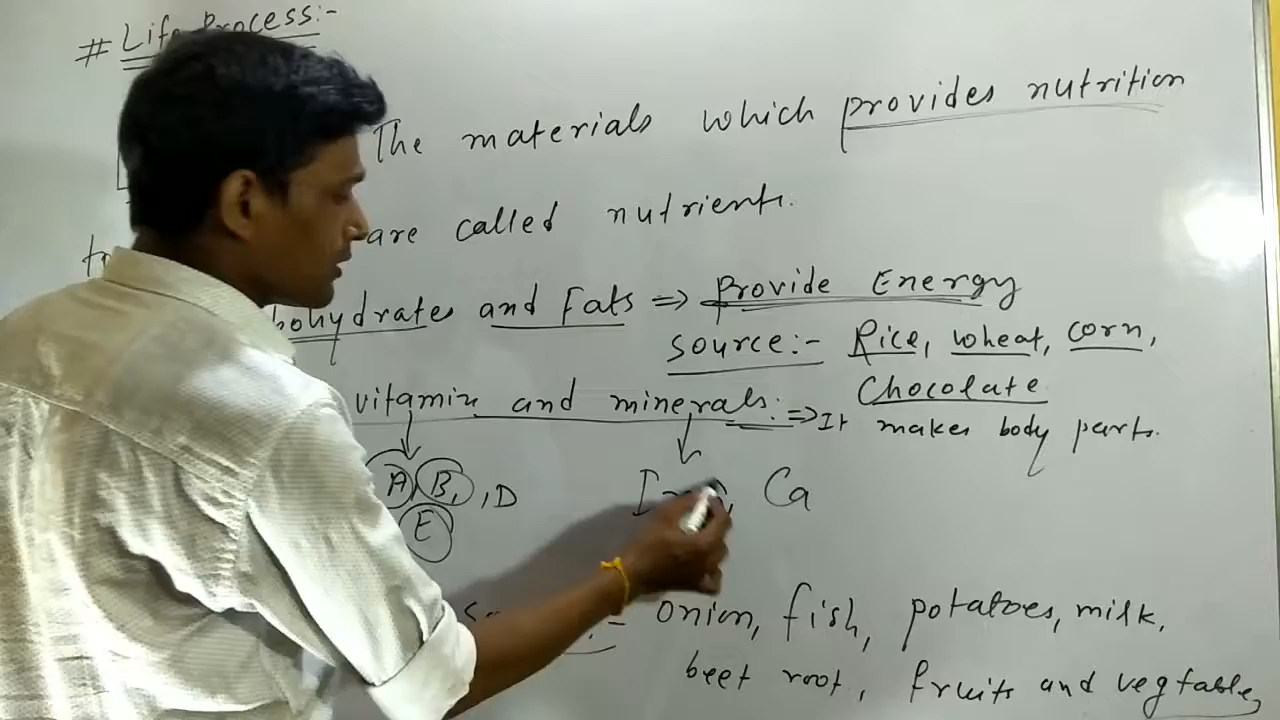 # Life Process:-
The materials which provides nutrition
are called nutrients.
bohydrates and Fats => provide Energy
source:- Rice, wheat, corn,
Chocolate
vitamin and minerals. => It makes body parts.
A, B, , D
E
Ca
onion, fish, potatoes, milk,
beet root, fruits and vegtable,